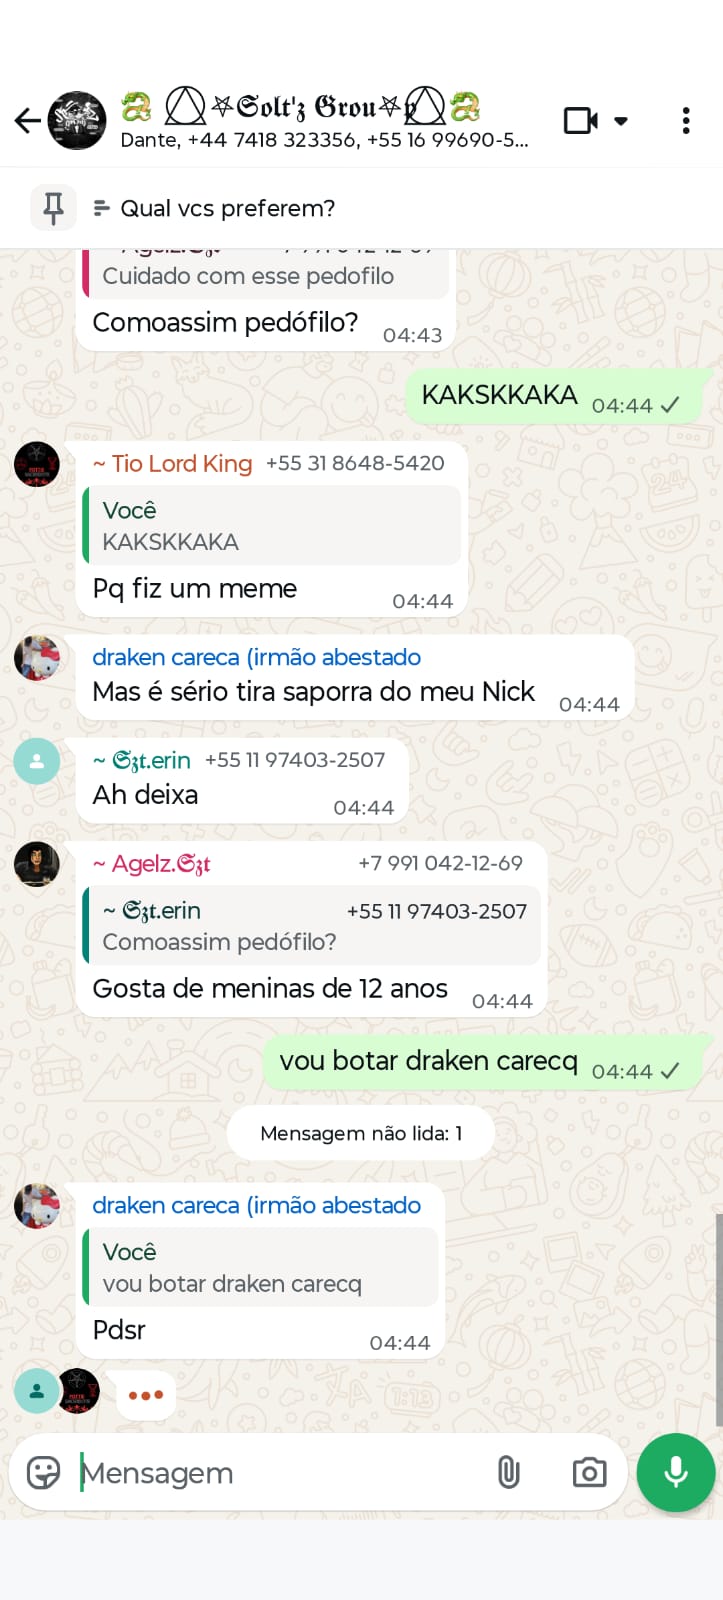 🐉 ⛧𝕾𝖔𝖑𝖙'𝖟 𝕲𝖗𝖔𝖚⛧𝖕 🐉
Dante, +44 7418 323356, +55 16 99690-5...
Qual vcs preferem?
Cuidado com esse pedofilo
Comoassim pedófilo? 04:43
KAKSKKAKA 04:44
~ Tio Lord King +55 31 8648-5420
Você
KAKSKKAKA
Pq fiz um meme 04:44
draken careca (irmão abestado
Mas é sério tira saporra do meu Nick 04:44
~ 𝕾𝖟𝖙.erin +55 11 97403-2507
Ah deixa 04:44
~ Agelz.𝕾𝖟𝖙 +7 991 042-12-69
~ 𝕾𝖟𝖙.erin +55 11 97403-2507
Comoassim pedófilo?
Gosta de meninas de 12 anos 04:44
vou botar draken carecq 04:44
Mensagem não lida: 1
draken careca (irmão abestado
Você
vou botar draken carecq
Pdsr 04:44
Mensagem